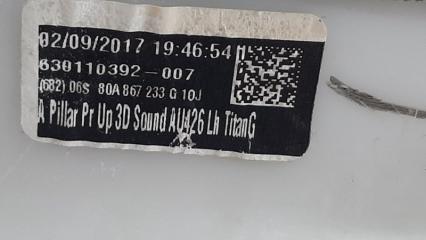 02/09/2017 19:46:54
630110392-007
(682) 06S 80A 867 233 G 10J
A Pillar Pr Up 3D Sound AU426 Lh TitanG